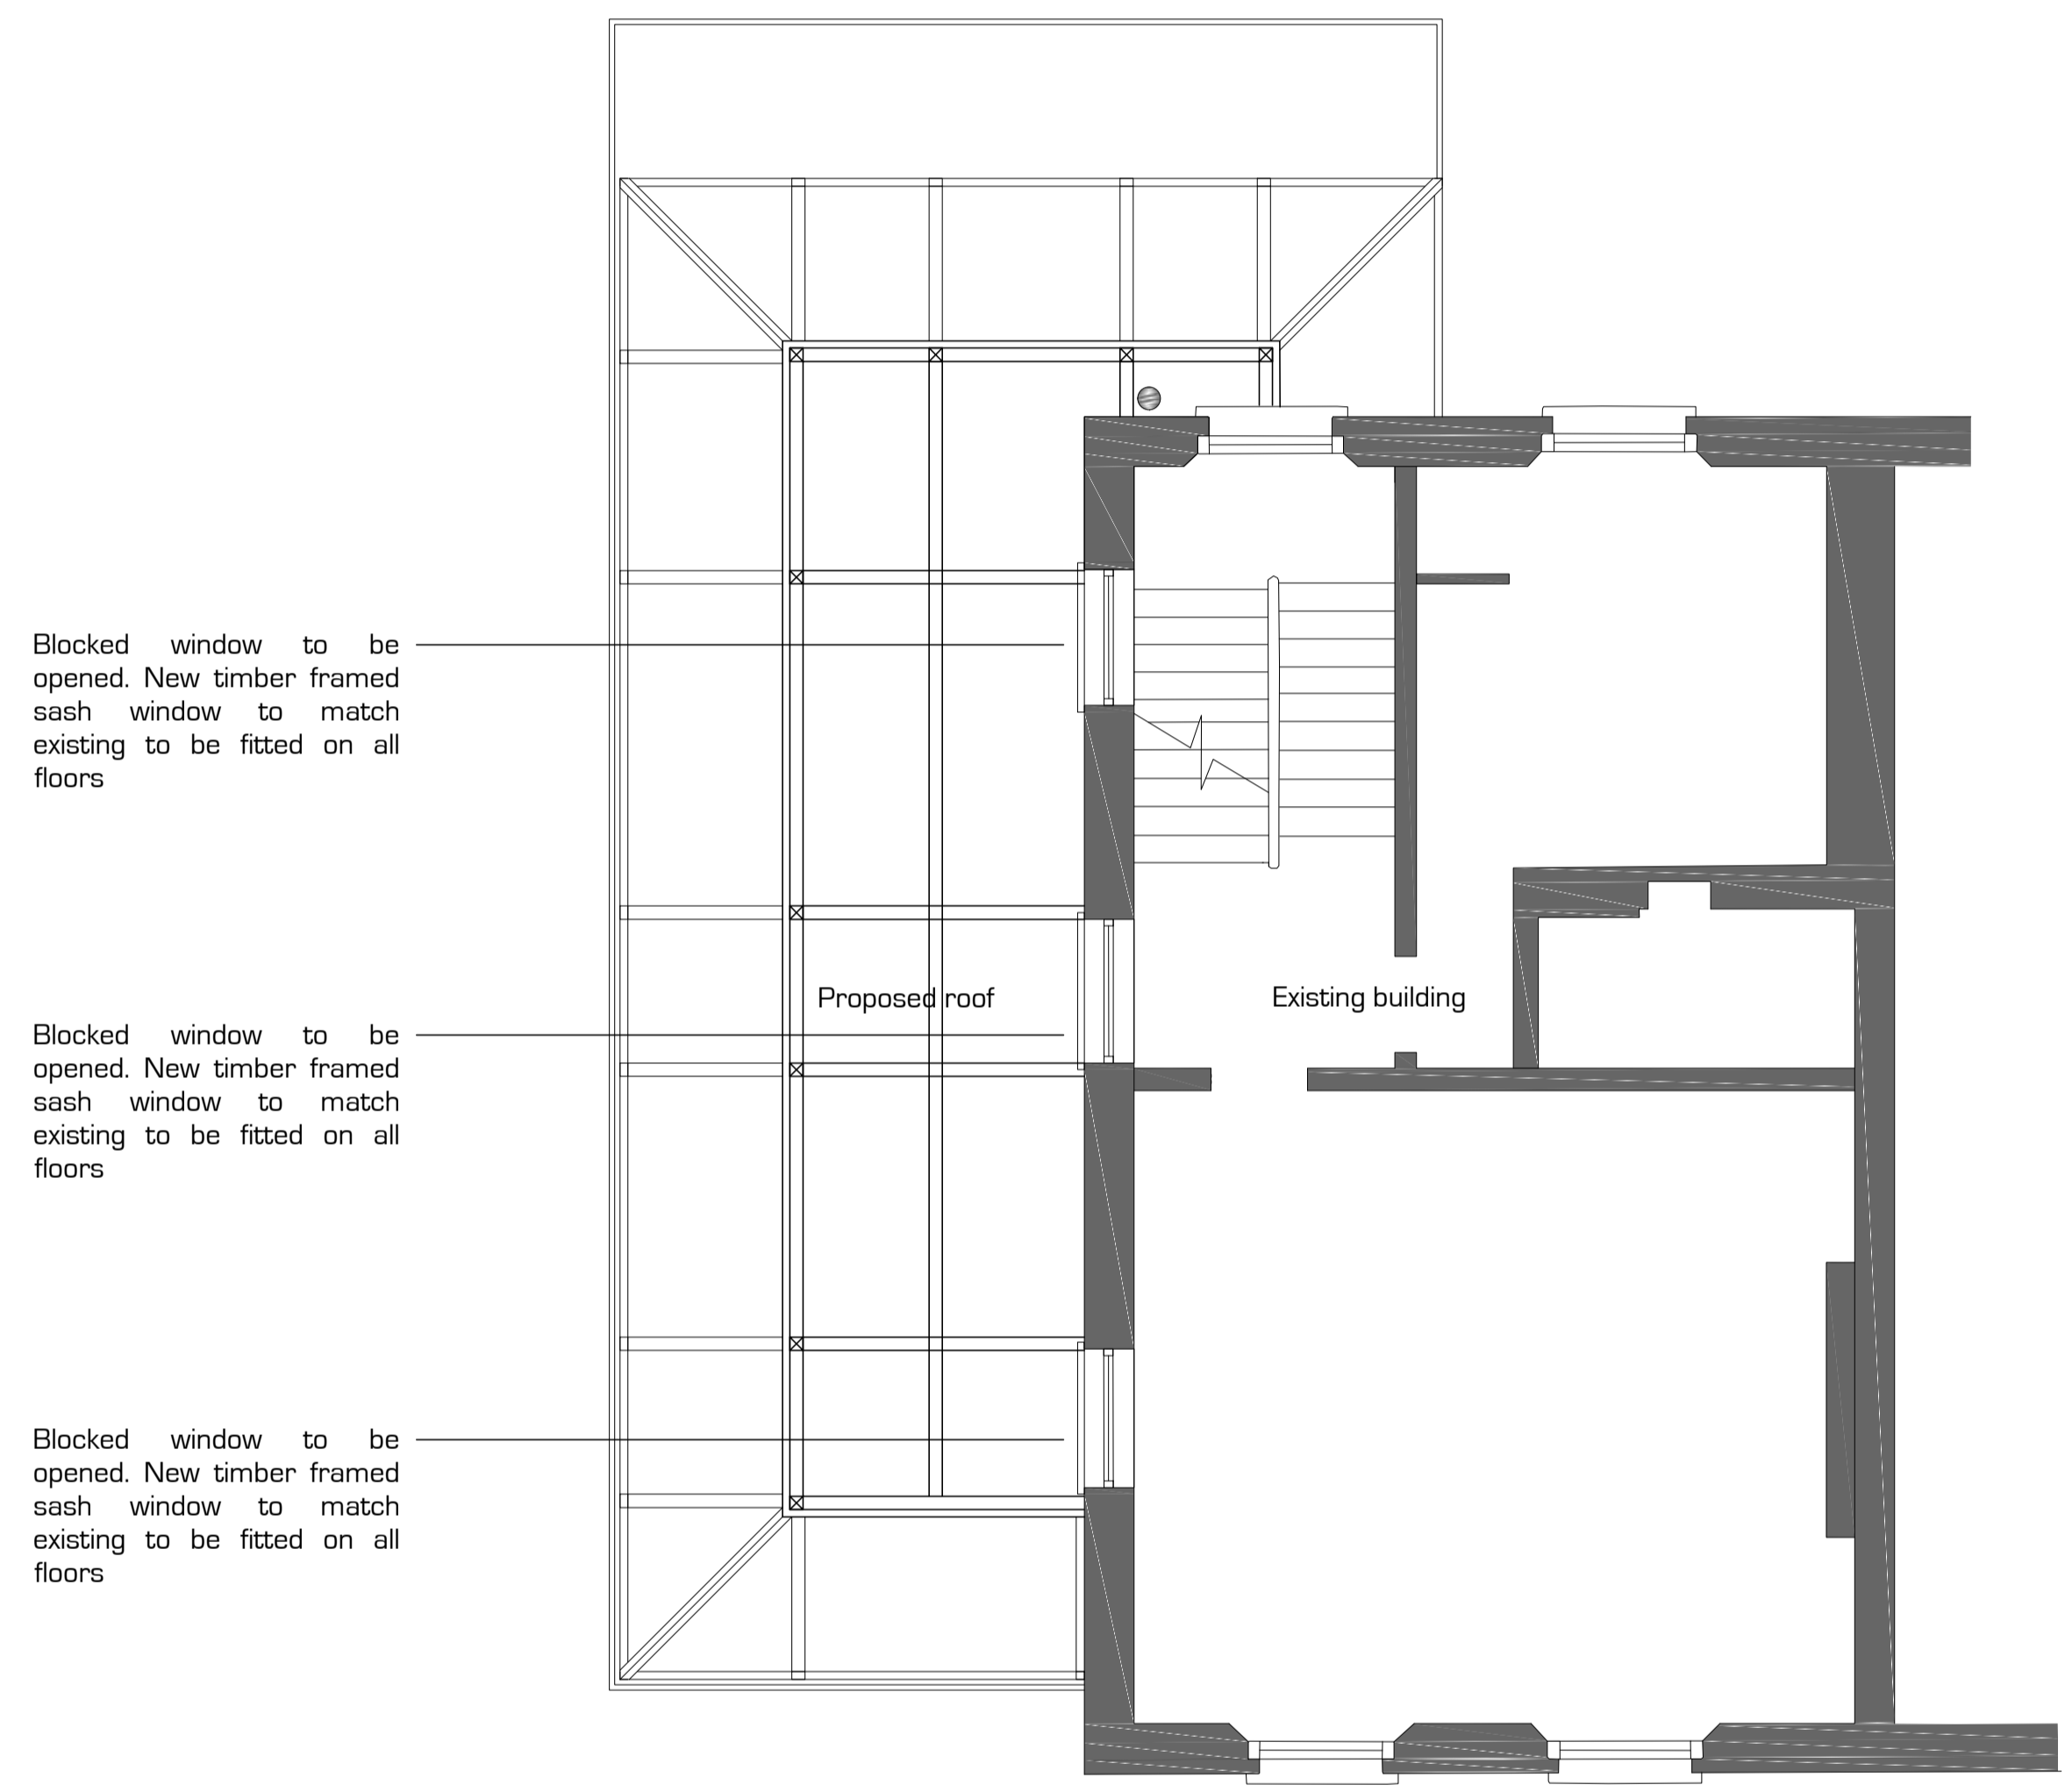 Blocked window to be
opened. New timber framed
sash window to match
existing to be fitted on all
floors
Proposed roof
Existing building
Blocked window to be
opened. New timber framed
sash window to match
existing to be fitted on all
floors
Blocked window to be
opened. New timber framed
sash window to match
existing to be fitted on all
floors